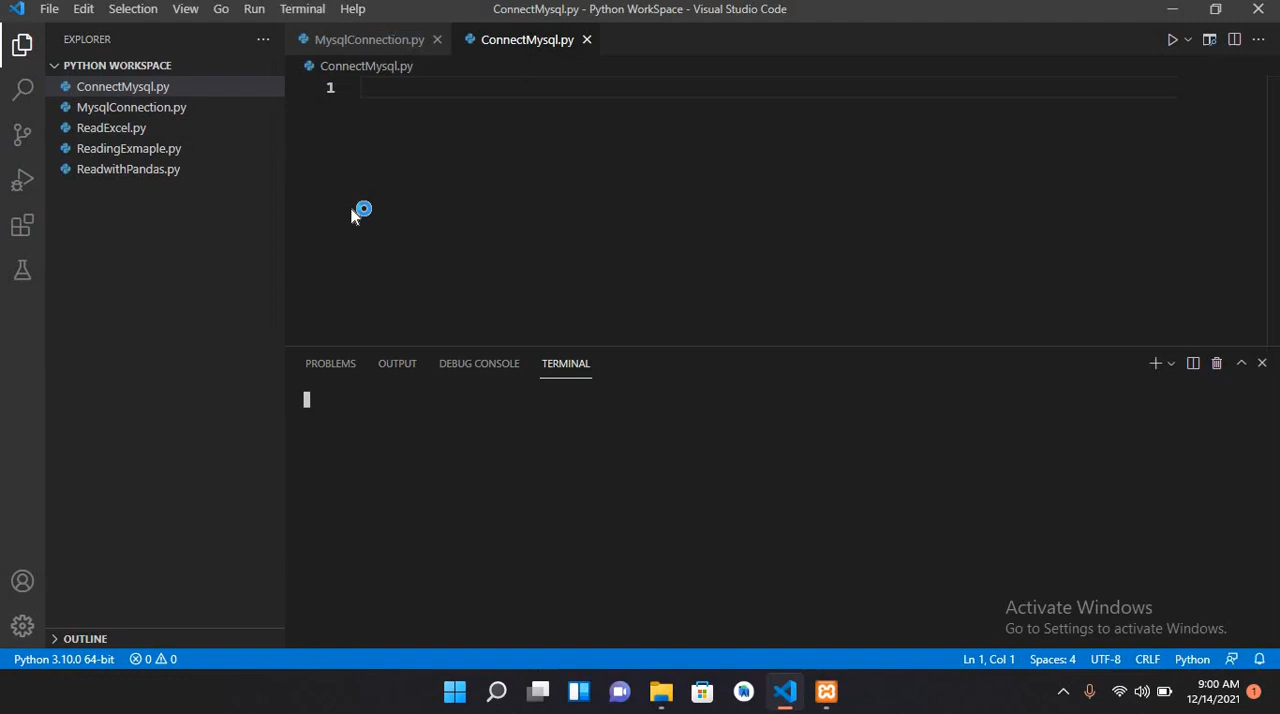 File Edit Selection View Go Run Terminal Help ConnectMysql.py - Python WorkSpace - Visual Studio Code
EXPLORER
MysqlConnection.py
ConnectMysql.py
PYTHON WORKSPACE
ConnectMysql.py
MysqlConnection.py
ReadExcel.py
ReadingExmaple.py
ReadwithPandas.py
OUTLINE
ConnectMysql.py
1
PROBLEMS OUTPUT DEBUG CONSOLE TERMINAL
Activate Windows
Go to Settings to activate Windows.
Python 3.10.0 64-bit 0 0 Ln 1, Col 1 Spaces: 4 UTF-8 CRLF Python
9:00 AM
12/14/2021
1